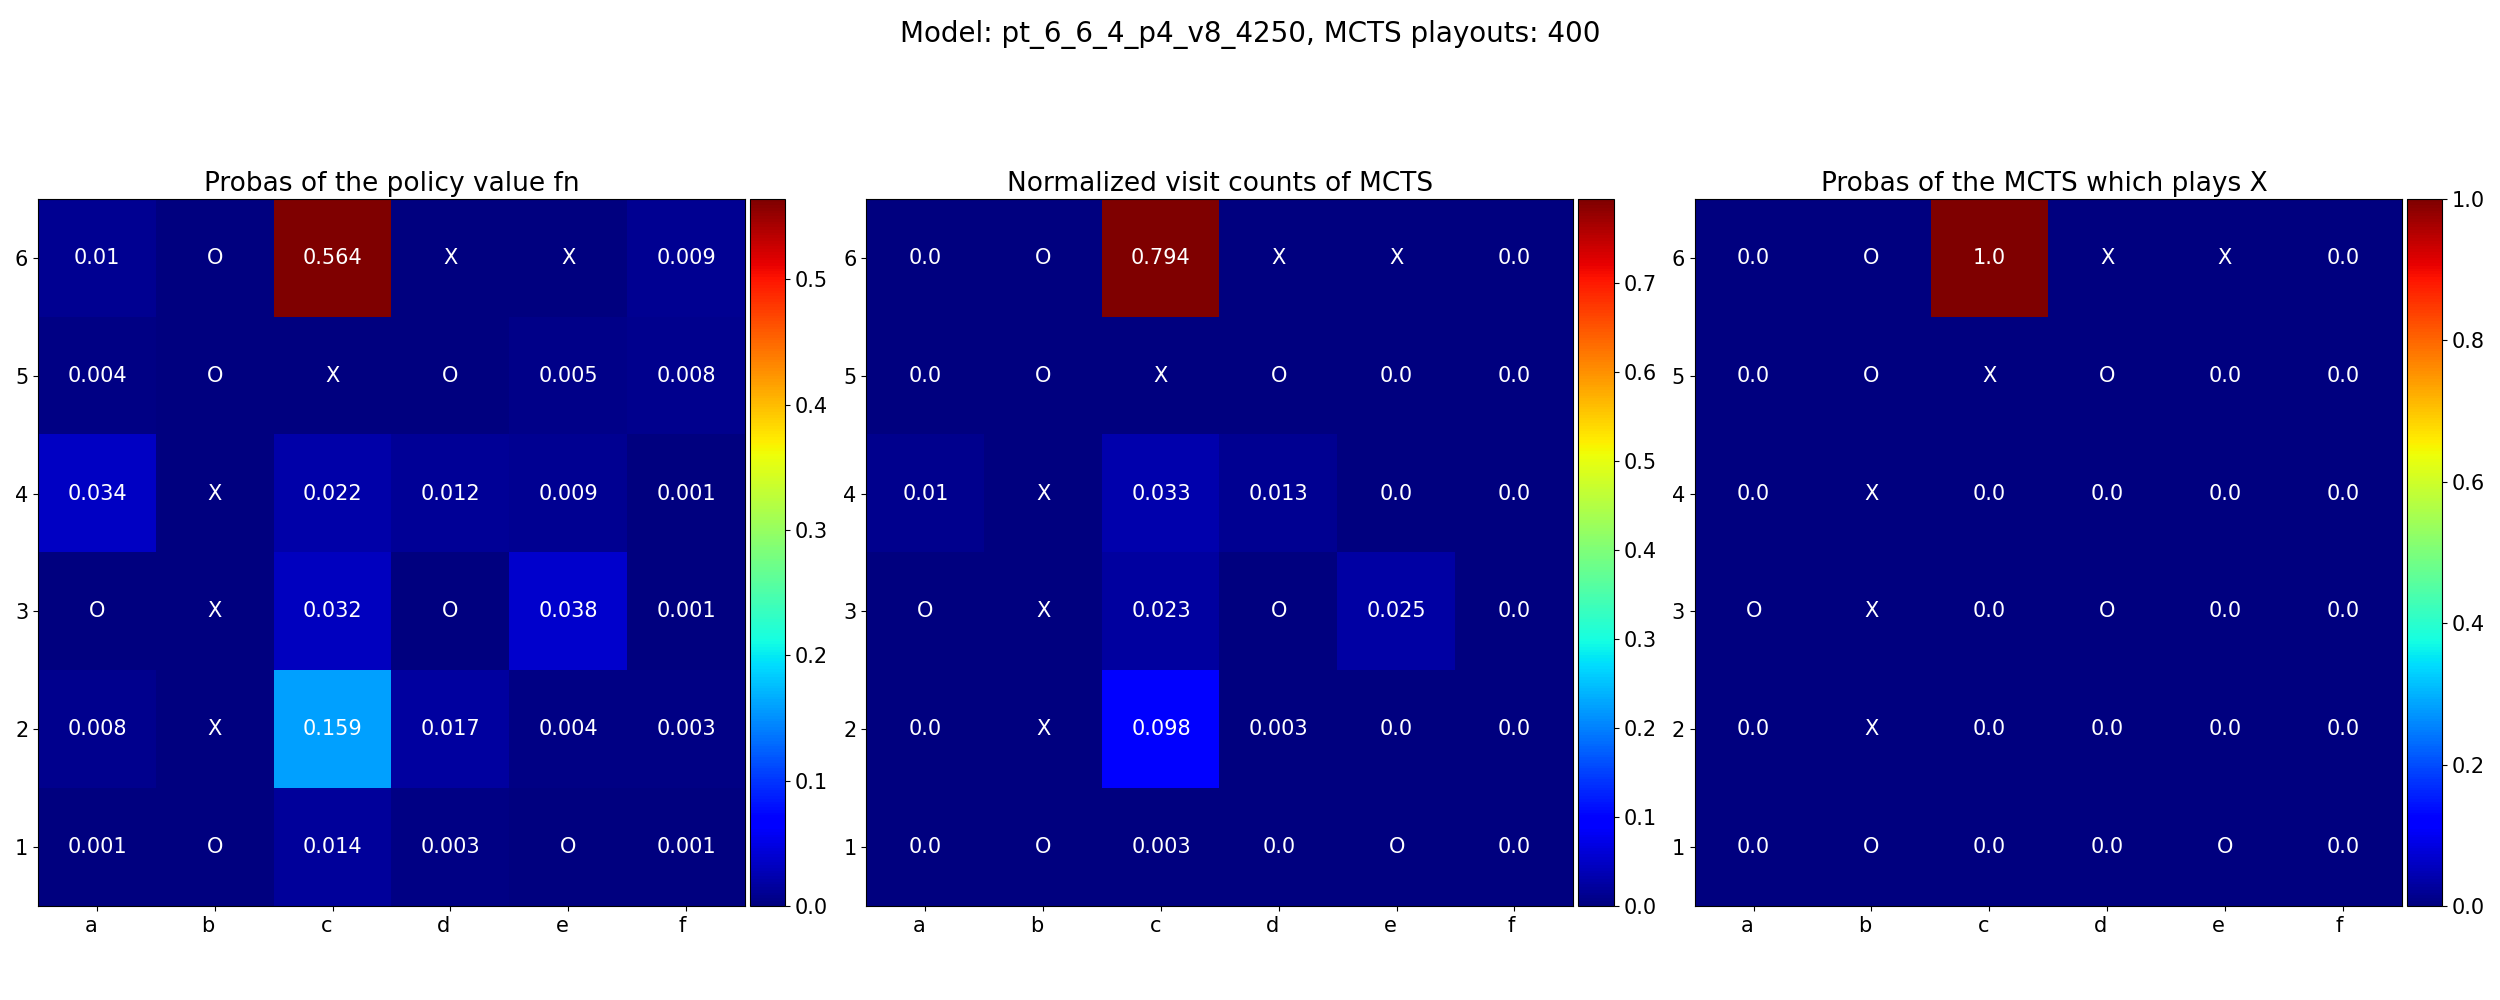 Model: pt_6_6_4_p4_v8_4250, MCTS playouts: 400
Probas of the policy value fn
6 0.01 O 0.564 X X 0.009
5 0.004 O X O 0.005 0.008
4 0.034 X 0.022 0.012 0.009 0.001
3 O X 0.032 O 0.038 0.001
2 0.008 X 0.159 0.017 0.004 0.003
1 0.001 O 0.014 0.003 O 0.001
a b c d e f
0.5
0.4
0.3
0.2
0.1
0.0
Normalized visit counts of MCTS
6 0.0 O 0.794 X X 0.0
5 0.0 O X O 0.0 0.0
4 0.01 X 0.033 0.013 0.0 0.0
3 O X 0.023 O 0.025 0.0
2 0.0 X 0.098 0.003 0.0 0.0
1 0.0 O 0.003 0.0 O 0.0
a b c d e f
0.7
0.6
0.5
0.4
0.3
0.2
0.1
0.0
Probas of the MCTS which plays X
6 0.0 O 1.0 X X 0.0
5 0.0 O X O 0.0 0.0
4 0.0 X 0.0 0.0 0.0 0.0
3 O X 0.0 O 0.0 0.0
2 0.0 X 0.0 0.0 0.0 0.0
1 0.0 O 0.0 0.0 O 0.0
a b c d e f
1.0
0.8
0.6
0.4
0.2
0.0